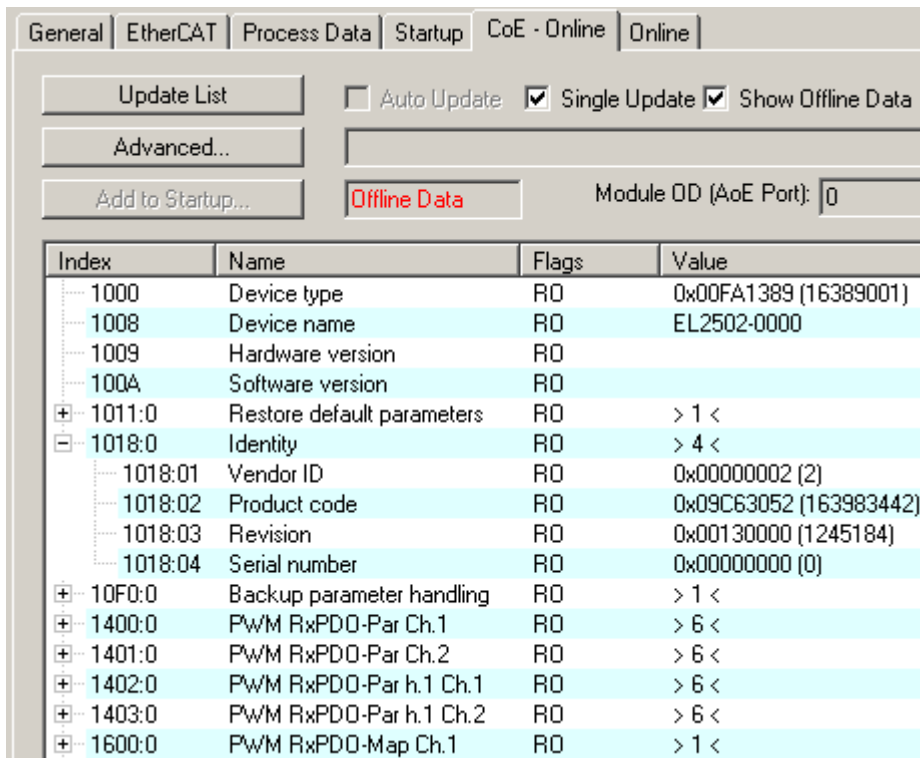 General EtherCAT Process Data Startup CoE - Online Online
Update List Auto Update Single Update Show Offline Data
Advanced...
Add to Startup... Offline Data Module OD (AoE Port): 0
Index Name Flags Value
1000 Device type RO 0x00FA1389 (16389001)
1008 Device name RO EL2502-0000
1009 Hardware version RO
100A Software version RO
1011:0 Restore default parameters RO > 1 <
1018:0 Identity RO > 4 <
1018:01 Vendor ID RO 0x00000002 (2)
1018:02 Product code RO 0x09C63052 (163983442)
1018:03 Revision RO 0x00130000 (1245184)
1018:04 Serial number RO 0x00000000 (0)
10F0:0 Backup parameter handling RO > 1 <
1400:0 PWM RxPDO-Par Ch.1 RO > 6 <
1401:0 PWM RxPDO-Par Ch.2 RO > 6 <
1402:0 PWM RxPDO-Par h.1 Ch.1 RO > 6 <
1403:0 PWM RxPDO-Par h.1 Ch.2 RO > 6 <
1600:0 PWM RxPDO-Map Ch.1 RO > 1 <